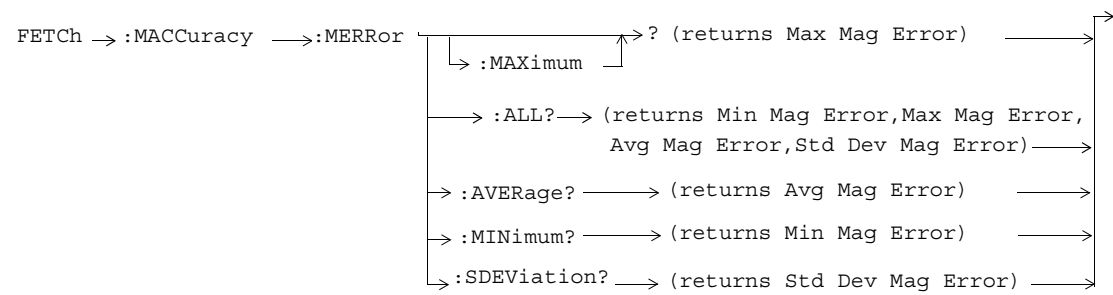 FETCh :MACCuracy :MERRor ? (returns Max Mag Error)
:MAXimum
:ALL? (returns Min Mag Error,Max Mag Error,
Avg Mag Error,Std Dev Mag Error)
:AVERage? (returns Avg Mag Error)
:MINimum? (returns Min Mag Error)
:SDEViation? (returns Std Dev Mag Error)